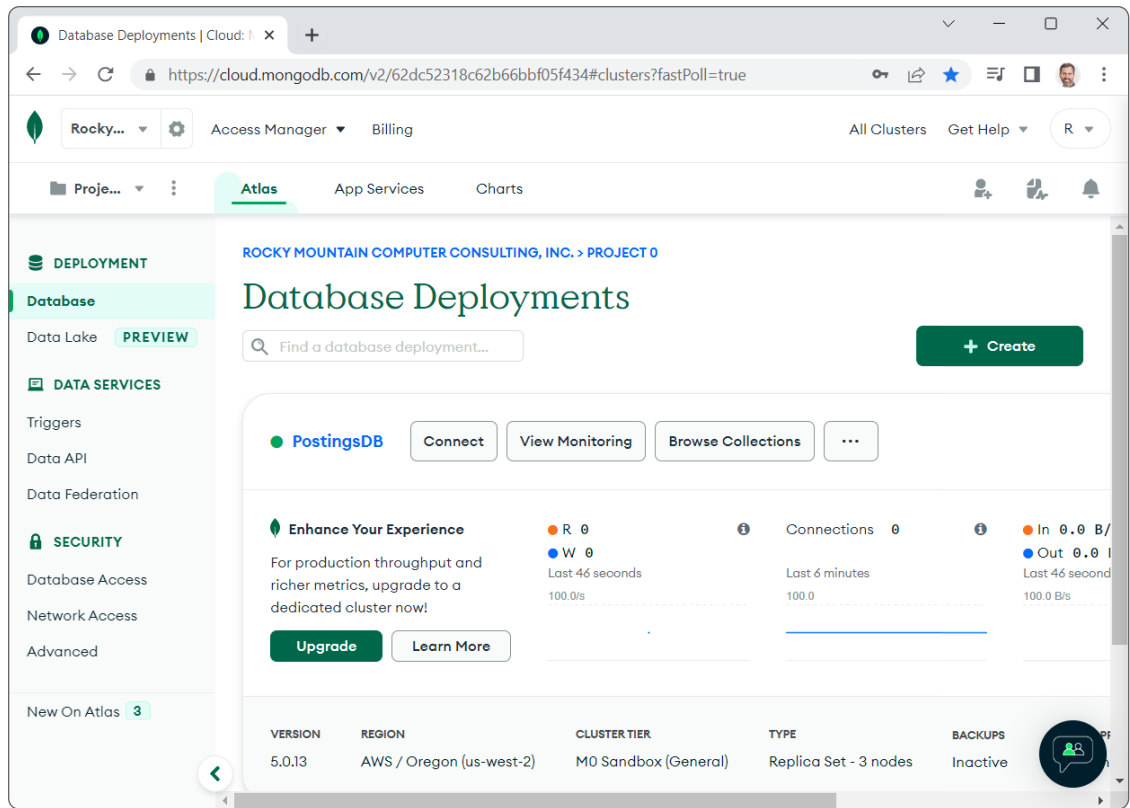 Database Deployments | Cloud: M
https://cloud.mongodb.com/v2/62dc52318c62b66bbf05f434#clusters?fastPoll=true
Rocky... Access Manager Billing All Clusters Get Help R
Proje... Atlas App Services Charts
DEPLOYMENT
Database
Data Lake PREVIEW
DATA SERVICES
Triggers
Data API
Data Federation
SECURITY
Database Access
Network Access
Advanced
New On Atlas 3
ROCKY MOUNTAIN COMPUTER CONSULTING, INC. > PROJECT 0
Database Deployments
Find a database deployment...
+ Create
PostingsDB Connect View Monitoring Browse Collections ...
Enhance Your Experience
For production throughput and
richer metrics, upgrade to a
dedicated cluster now!
Upgrade Learn More
R 0
W 0
Last 46 seconds
100.0/s
Connections 0
Last 6 minutes
100.0
In 0.0 B/
Out 0.0
Last 46 second
100.0 B/s
VERSION REGION CLUSTER TIER TYPE BACKUPS
5.0.13 AWS / Oregon (us-west-2) M0 Sandbox (General) Replica Set - 3 nodes Inactive